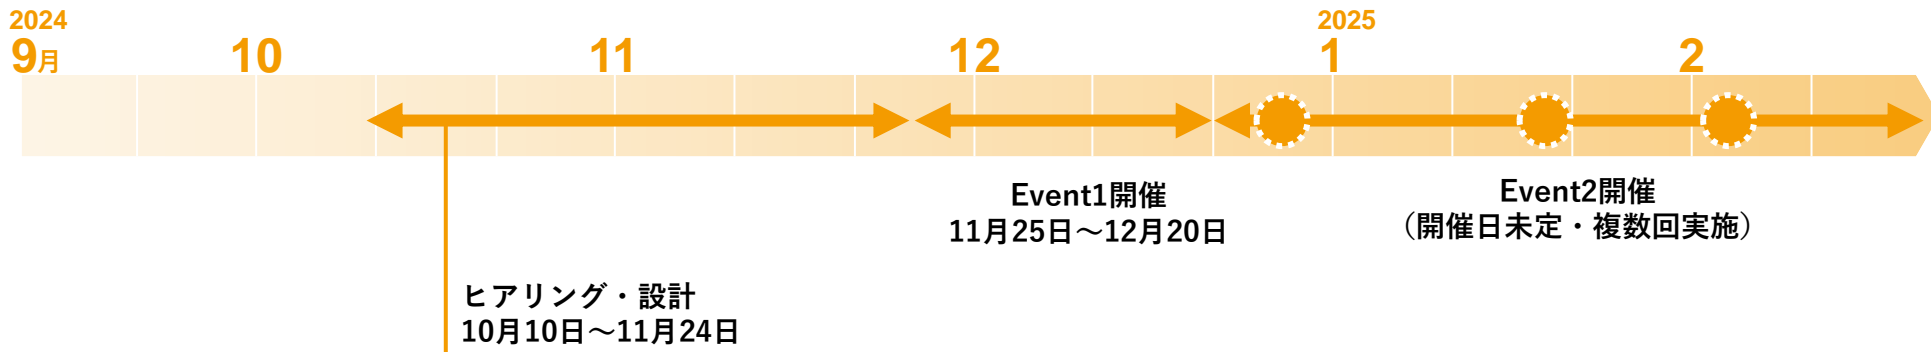 2024
2025
9月
10
11
12
1
2
Event1開催
11月25日～12月20日
Event2開催
（開催日未定・複数回実施）
ヒアリング・設計
10月10日～11月24日